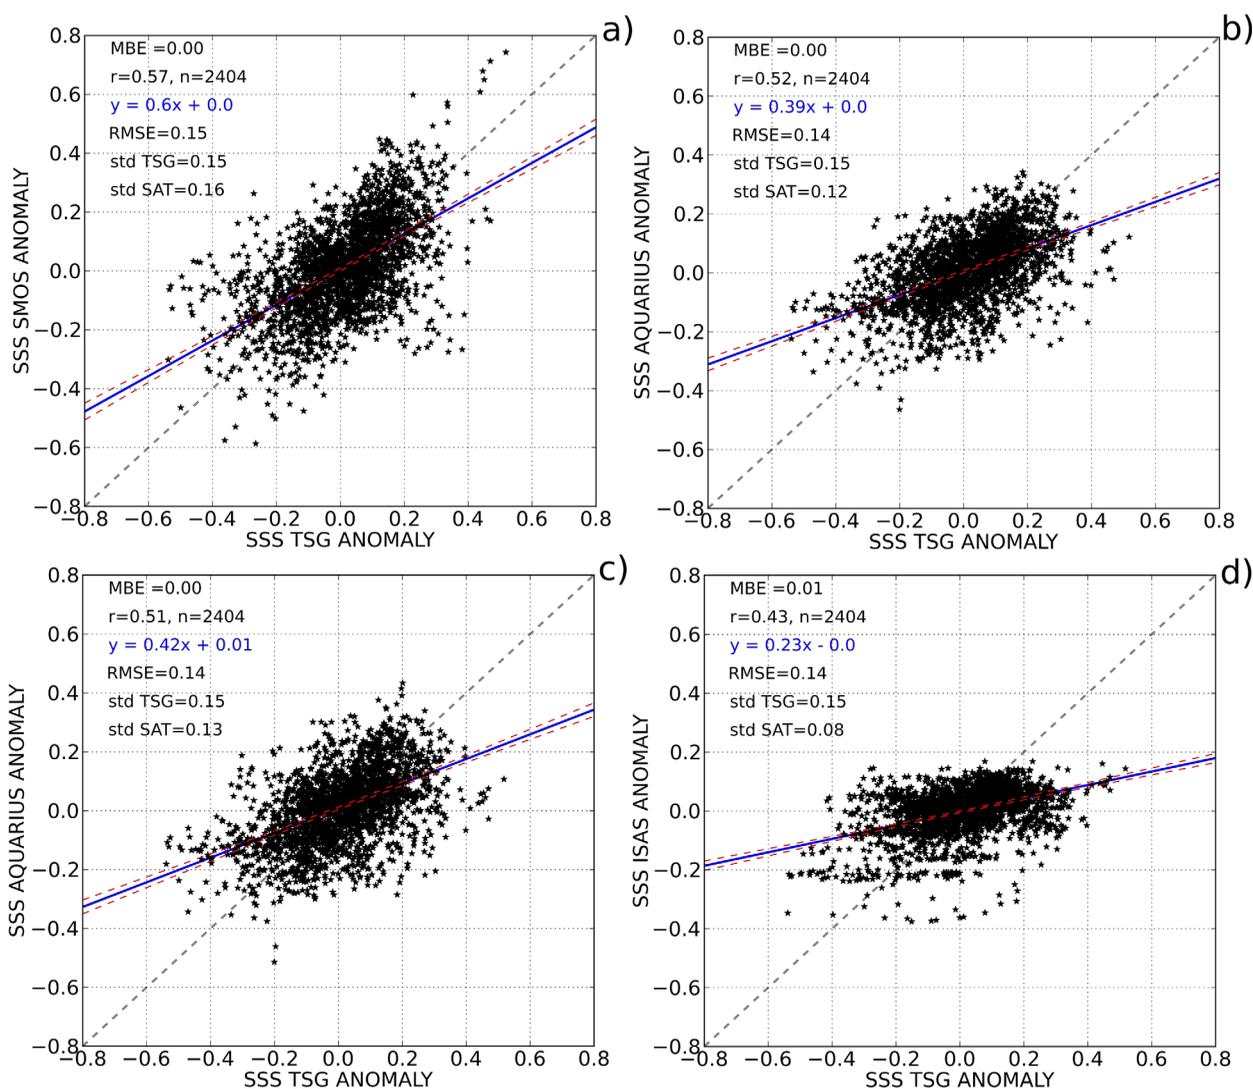 a)
MBE =0.00
r=0.57, n=2404
y = 0.6x + 0.0
RMSE=0.15
std TSG=0.15
std SAT=0.16
0.8
0.6
0.4
0.2
0.0
−0.2
−0.4
−0.6
−0.8
−0.8 −0.6 −0.4 −0.2 0.0 0.2 0.4 0.6 0.8
SSS SMOS ANOMALY
SSS TSG ANOMALY
b)
MBE =0.00
r=0.52, n=2404
y = 0.39x + 0.0
RMSE=0.14
std TSG=0.15
std SAT=0.12
0.8
0.6
0.4
0.2
0.0
−0.2
−0.4
−0.6
−0.8
−0.8 −0.6 −0.4 −0.2 0.0 0.2 0.4 0.6 0.8
SSS AQUARIUS ANOMALY
SSS TSG ANOMALY
c)
MBE =0.00
r=0.51, n=2404
y = 0.42x + 0.01
RMSE=0.14
std TSG=0.15
std SAT=0.13
0.8
0.6
0.4
0.2
0.0
−0.2
−0.4
−0.6
−0.8
−0.8 −0.6 −0.4 −0.2 0.0 0.2 0.4 0.6 0.8
SSS AQUARIUS ANOMALY
SSS TSG ANOMALY
d)
MBE =0.01
r=0.43, n=2404
y = 0.23x - 0.0
RMSE=0.14
std TSG=0.15
std SAT=0.08
0.8
0.6
0.4
0.2
0.0
−0.2
−0.4
−0.6
−0.8
−0.8 −0.6 −0.4 −0.2 0.0 0.2 0.4 0.6 0.8
SSS ISAS ANOMALY
SSS TSG ANOMALY